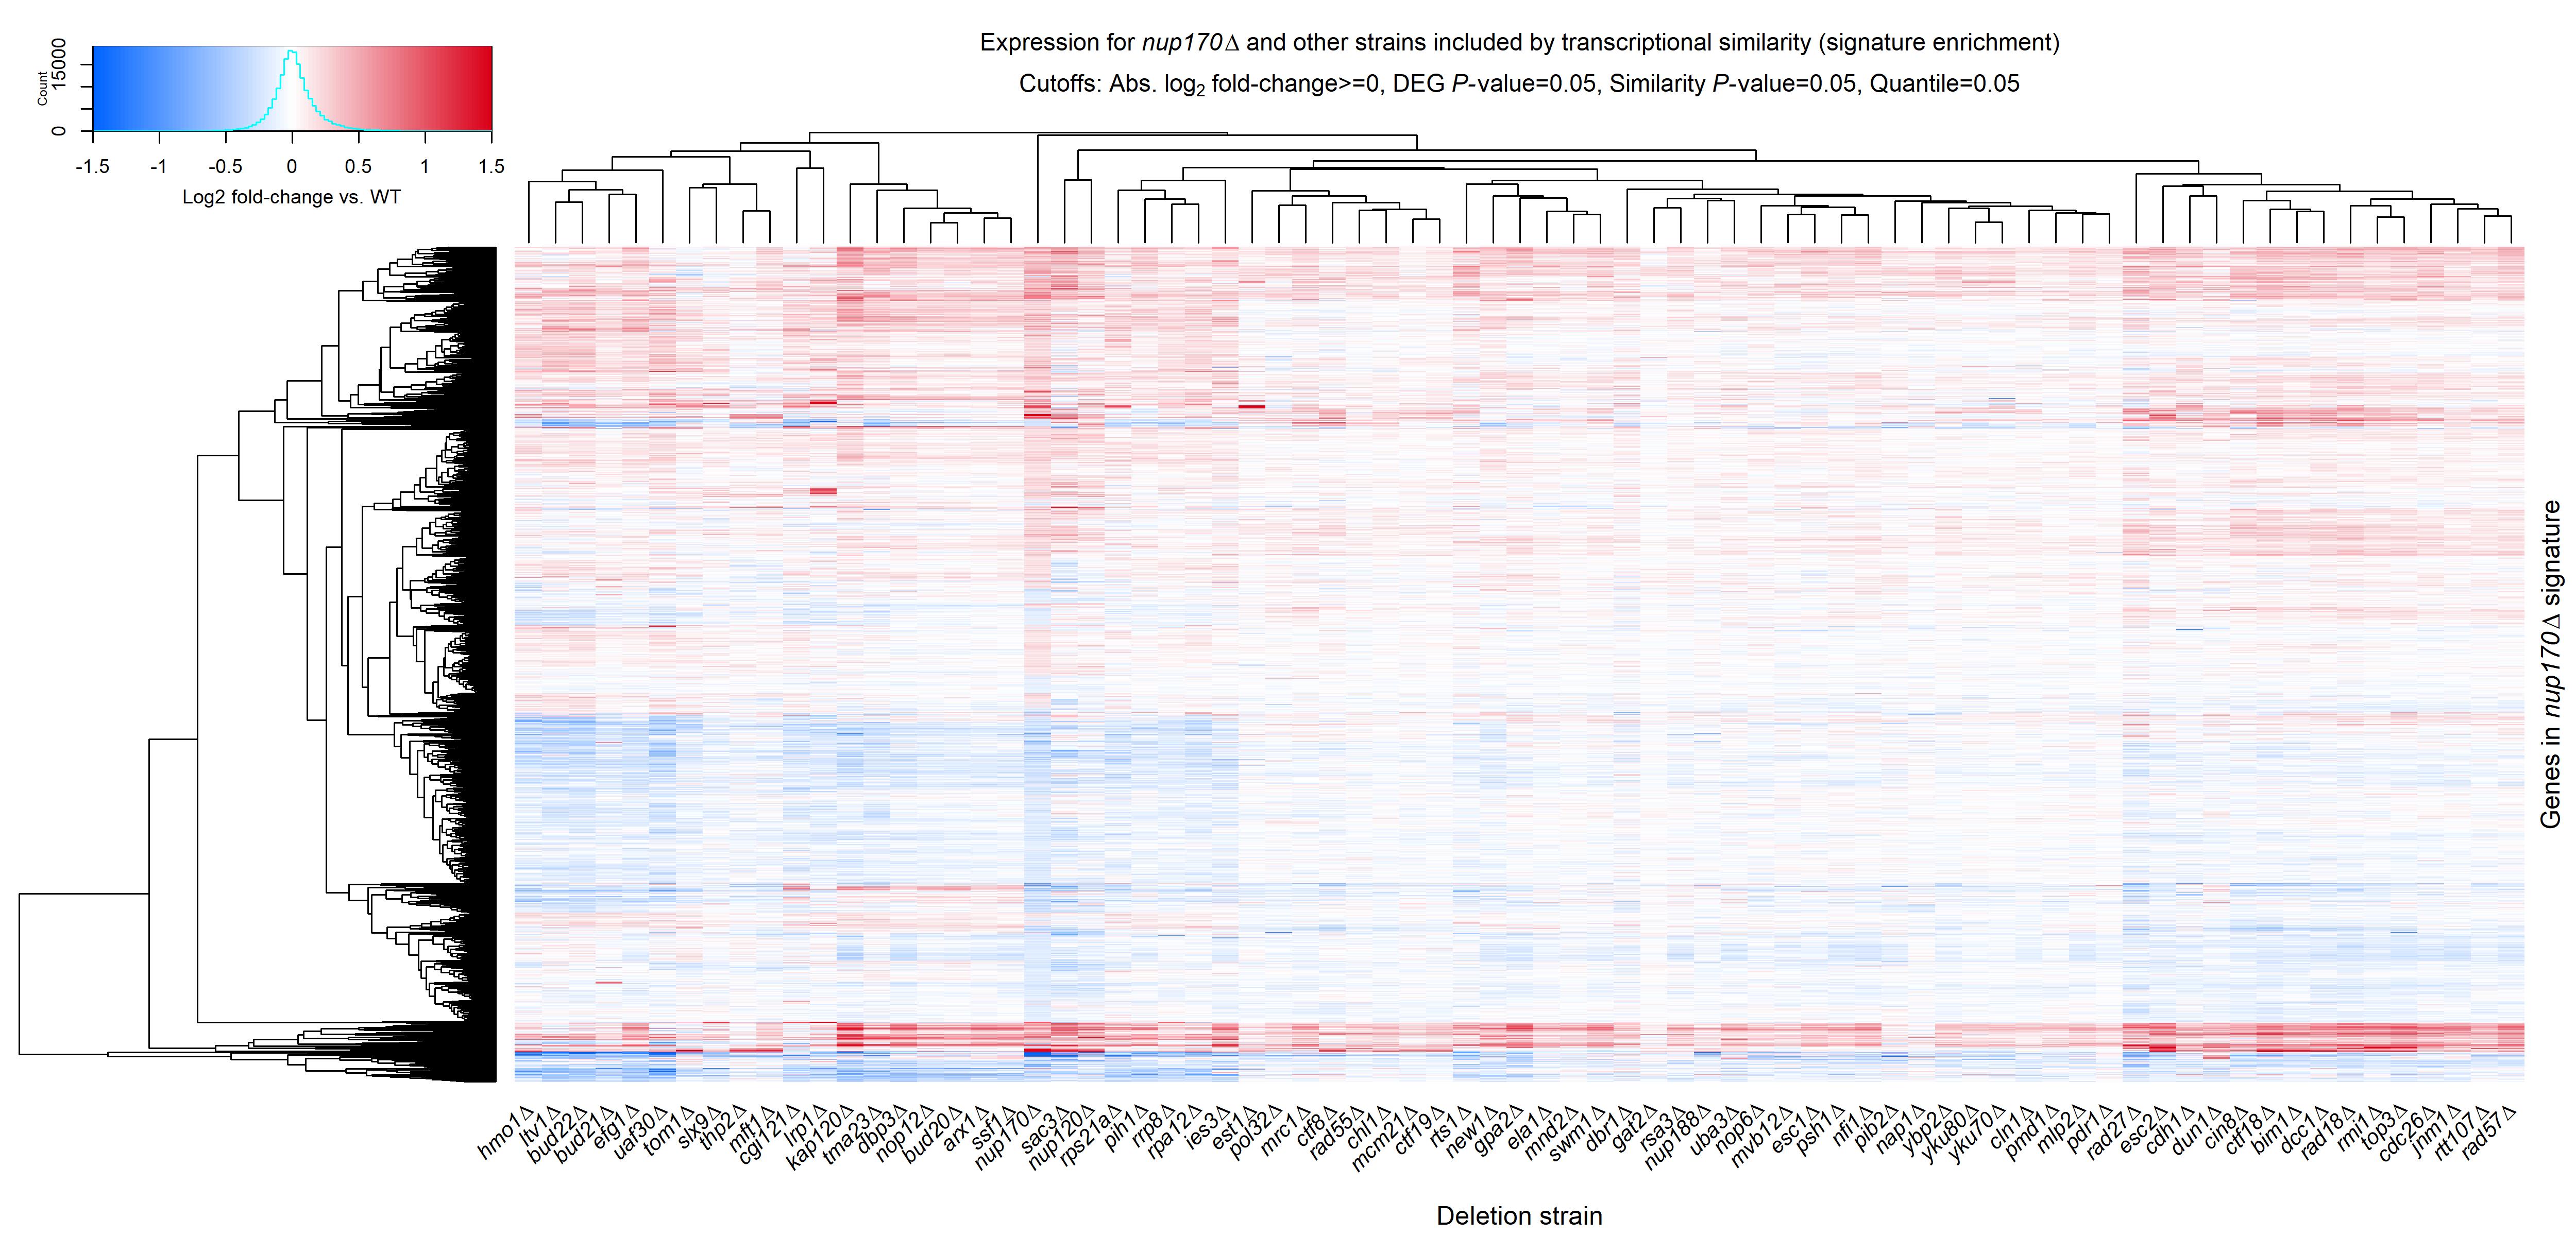 Expression for nup170Δ and other strains included by transcriptional similarity (signature enrichment)
Cutoffs: Abs. log2 fold-change>=0, DEG P-value=0.05, Similarity P-value=0.05, Quantile=0.05
Count
0 15000
-1.5 -1 -0.5 0 0.5 1 1.5
Log2 fold-change vs. WT
Genes in nup170Δ signature
hmo1Δ
ltv1Δ
bud22Δ
bud21Δ
efg1Δ
uaf30Δ
tom1Δ
slx9Δ
thp2Δ
mft1Δ
cgi121Δ
lrp1Δ
kap120Δ
tma23Δ
dbp3Δ
nop12Δ
bud20Δ
arx1Δ
ssf1Δ
nup170Δ
sac3Δ
nup120Δ
rps21aΔ
pih1Δ
rrp8Δ
rpa12Δ
ies3Δ
est1Δ
pol32Δ
mrc1Δ
ctf8Δ
rad55Δ
chl1Δ
mcm21Δ
ctf19Δ
rts1Δ
new1Δ
gpa2Δ
ela1Δ
mnd2Δ
swm1Δ
dbr1Δ
gat2Δ
rsa3Δ
nup188Δ
uba3Δ
nop6Δ
mvb12Δ
esc1Δ
psh1Δ
nfi1Δ
pib2Δ
nap1Δ
ybp2Δ
yku80Δ
yku70Δ
cln1Δ
pmd1Δ
mlp2Δ
pdr1Δ
rad27Δ
esc2Δ
cdh1Δ
dun1Δ
cin8Δ
ctf18Δ
bim1Δ
dcc1Δ
rad18Δ
rmi1Δ
top3Δ
cdc26Δ
jnm1Δ
rtt107Δ
rad57Δ
Deletion strain